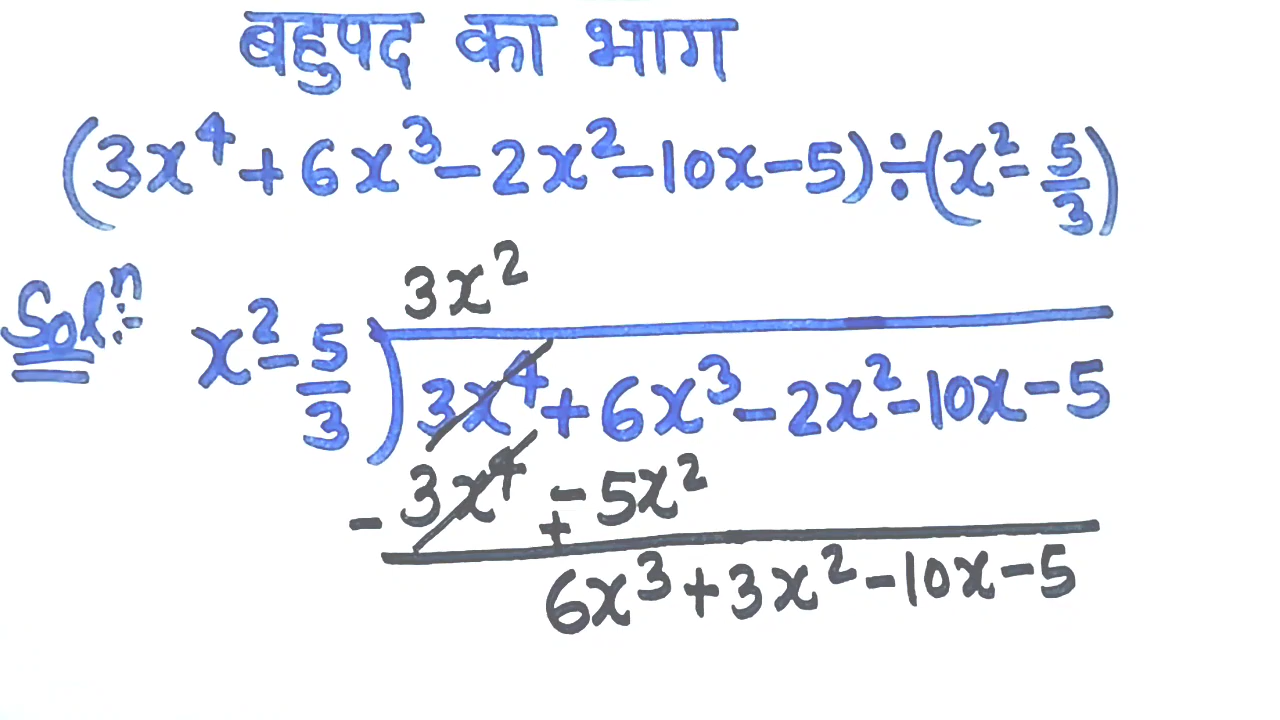 बहुपद का भाग
(3x⁴+6x³-2x²-10x-5)÷(x²-5/3)
Solⁿ:-
3x²
x²-5/3) 3x⁴+6x³-2x²-10x-5
-3x⁴ -5x²
+
6x³+3x²-10x-5